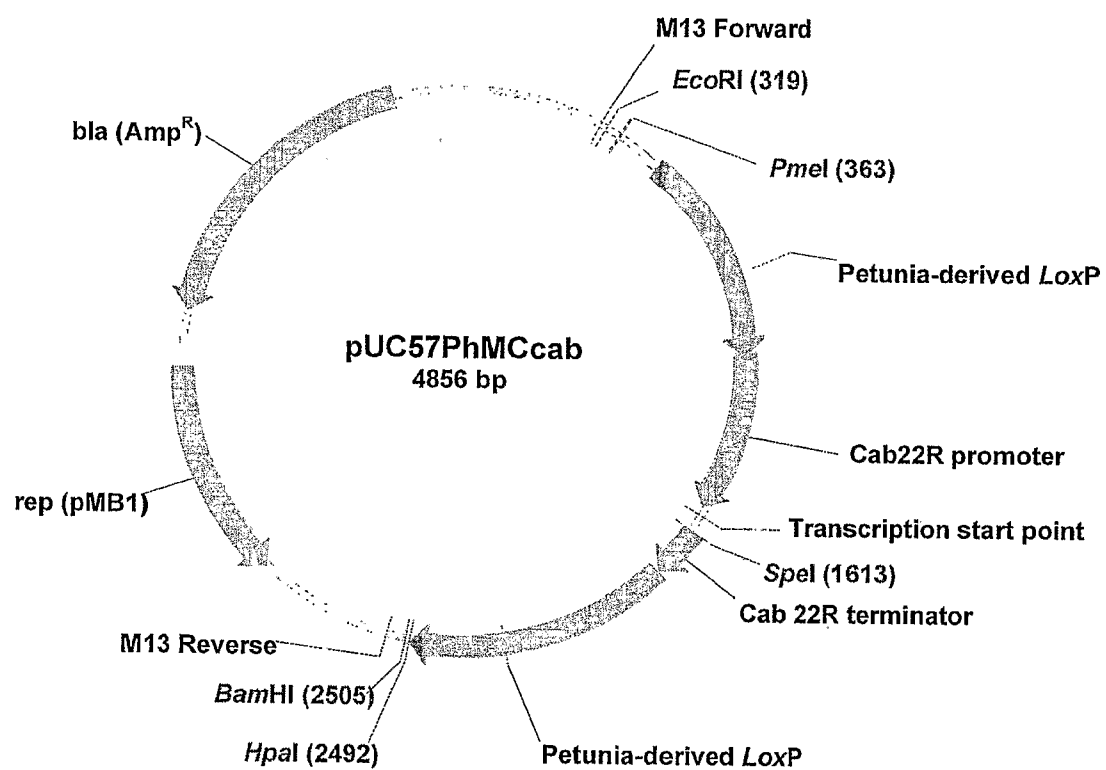 M13 Forward
EcoRI (319)
bla (Amp^R)
PmeI (363)
Petunia-derived LoxP
pUC57PhMCcab
4856 bp
Cab22R promoter
rep (pMB1)
Transcription start point
SpeI (1613)
Cab 22R terminator
M13 Reverse
BamHI (2505)
HpaI (2492)
Petunia-derived LoxP